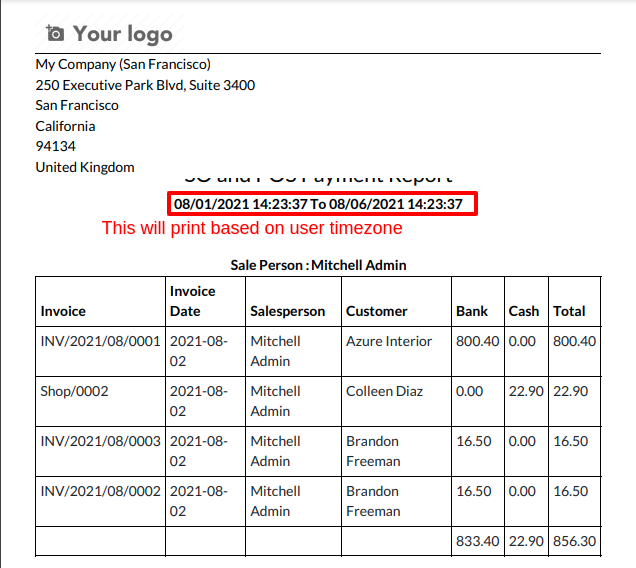 Your logo
My Company (San Francisco)
250 Executive Park Blvd, Suite 3400
San Francisco
California
94134
United Kingdom
SO and POS Payment Report
08/01/2021 14:23:37 To 08/06/2021 14:23:37
This will print based on user timezone
Sale Person : Mitchell Admin
Invoice Invoice Date Salesperson Customer Bank Cash Total
INV/2021/08/0001 2021-08-02 Mitchell Admin Azure Interior 800.40 0.00 800.40
Shop/0002 2021-08-02 Mitchell Admin Colleen Diaz 0.00 22.90 22.90
INV/2021/08/0003 2021-08-02 Mitchell Admin Brandon Freeman 16.50 0.00 16.50
INV/2021/08/0002 2021-08-02 Mitchell Admin Brandon Freeman 16.50 0.00 16.50
833.40 22.90 856.30